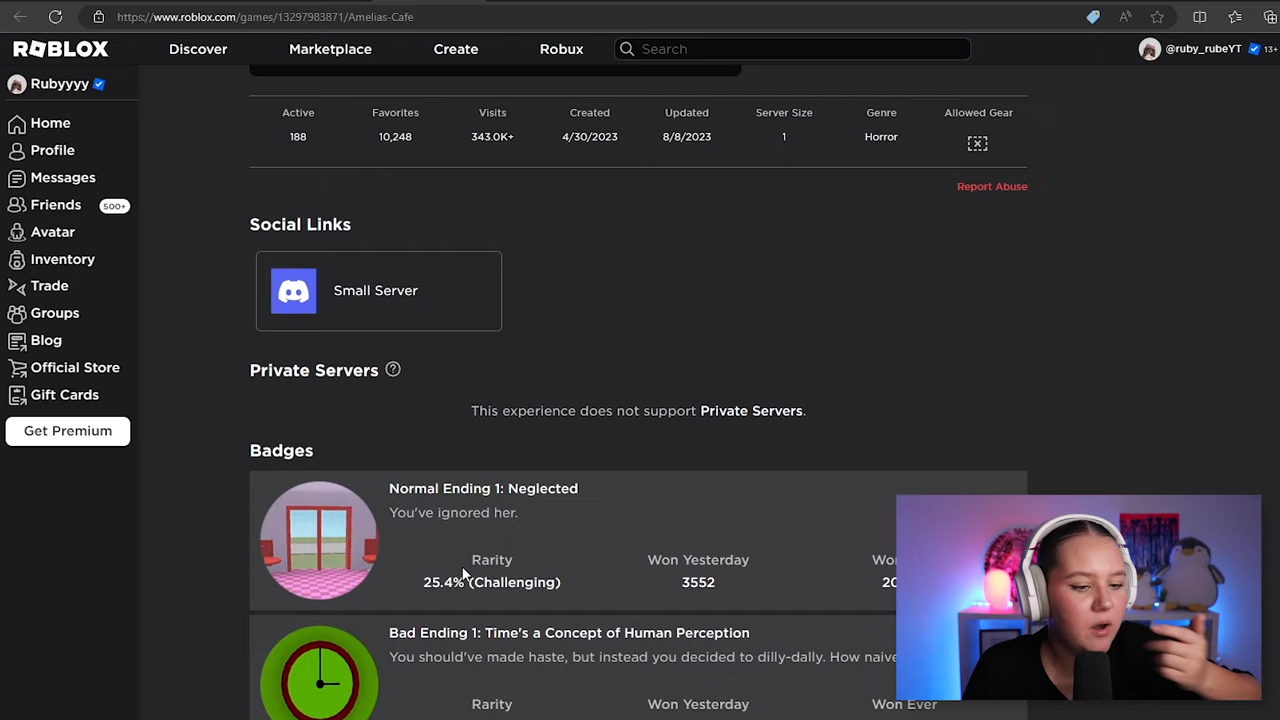 https://www.roblox.com/games/13297983871/Amelias-Cafe
ROBLOX
Discover
Marketplace
Create
Robux
Search
@ruby_rubeYT
13+
Rubyyyy
Home
Profile
Messages
Friends
500+
Avatar
Inventory
Trade
Groups
Blog
Official Store
Gift Cards
Get Premium
Active Favorites Visits Created Updated Server Size Genre Allowed Gear
188 10,248 343.0K+ 4/30/2023 8/8/2023 1 Horror
Report Abuse
Social Links
Small Server
Private Servers
This experience does not support Private Servers.
Badges
Normal Ending 1: Neglected
You've ignored her.
Rarity Won Yesterday
25.4% (Challenging) 3552
Bad Ending 1: Time's a Concept of Human Perception
You should've made haste, but instead you decided to dilly-dally. How
Rarity Won Yesterday Won Ever